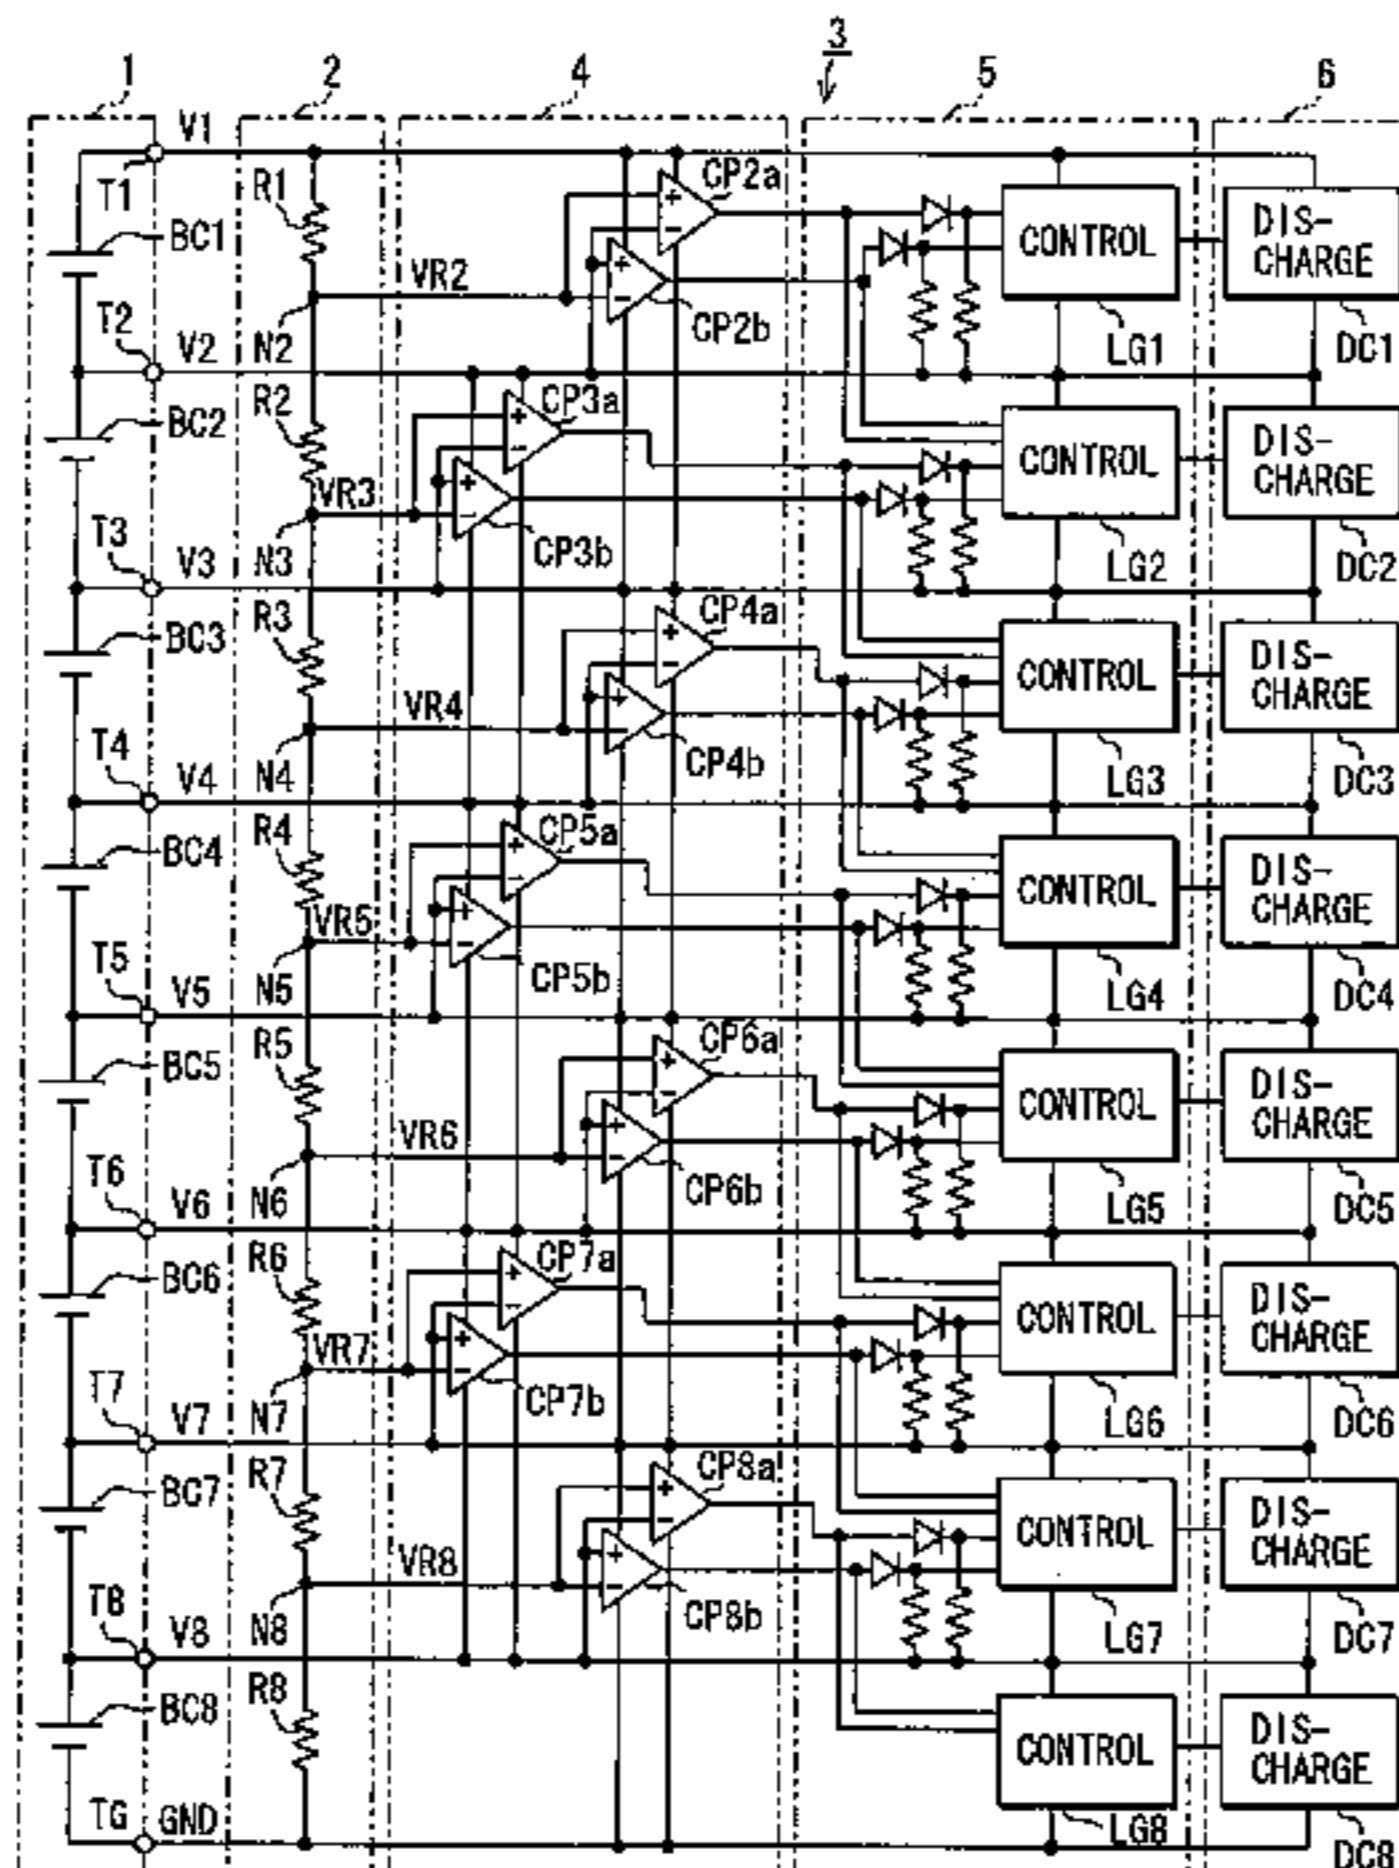 3
1 2 4 5 6
V1
T1 R1 CP2a
BC1 CONTROL DIS-
CHARGE
VR2
T2 CP2b
V2 N2 LG1 DC1
R2 CP3a
BC2 CONTROL DIS-
CHARGE
VR3
T3 CP3b
V3 N3 LG2 DC2
R3 CP4a
BC3 CONTROL DIS-
CHARGE
VR4
T4 CP4b
V4 N4 LG3 DC3
R4 CP5a
BC4 CONTROL DIS-
CHARGE
VR5
T5 CP5b
V5 N5 LG4 DC4
R5 CP6a
BC5 CONTROL DIS-
CHARGE
VR6
T6 CP6b
V6 N6 LG5 DC5
R6 CP7a
BC6 CONTROL DIS-
CHARGE
VR7
T7 CP7b
V7 N7 LG6 DC6
R7 CP8a
BC7 CONTROL DIS-
CHARGE
VR8
T8 CP8b
V8 N8 LG7 DC7
R8
BC8 CONTROL DIS-
CHARGE
TG GND LG8 DC8